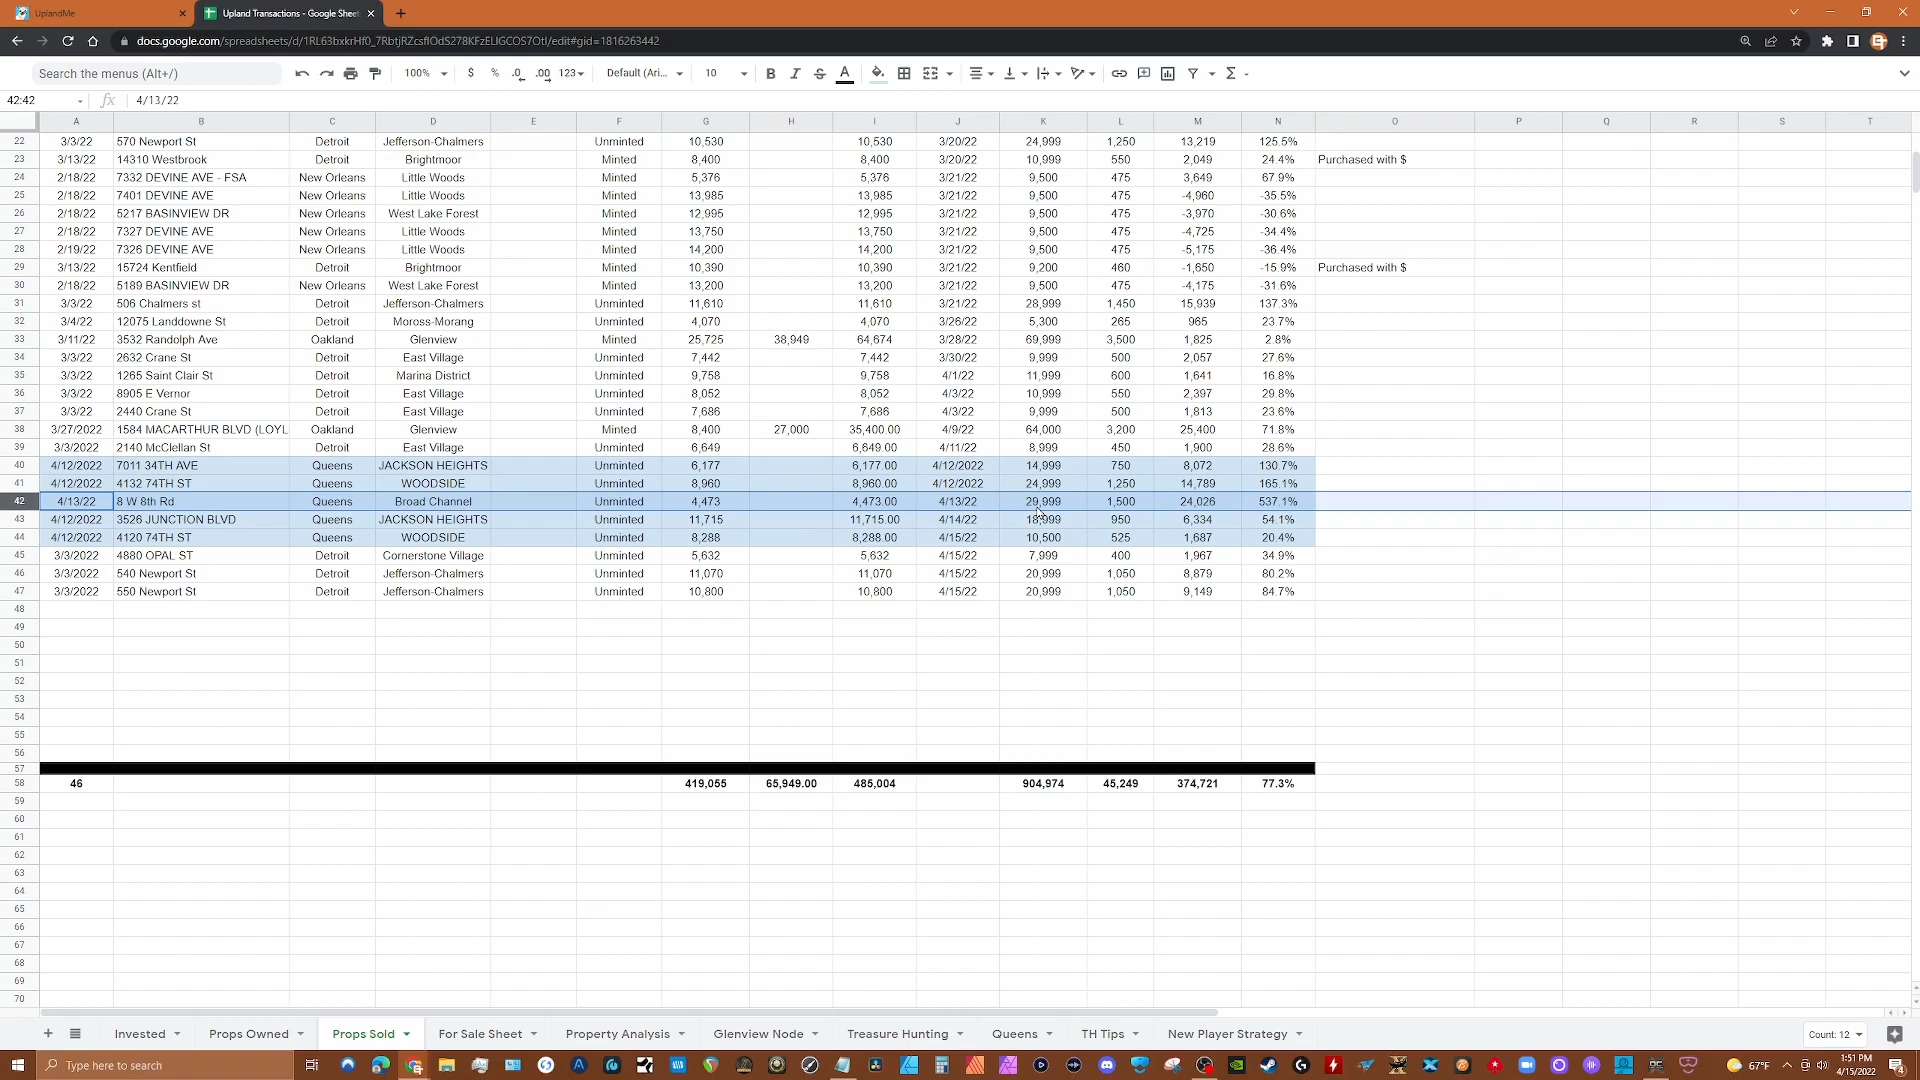 UplandMe
Upland Transactions - Google Sheet
docs.google.com/spreadsheets/d/1RL63bxkrHf0_7RbtjRZcsflOdS278KFzELIGCOS7OtI/edit#gid=1816263442
Search the menus (Alt+/) 100% $ % .0 .00 123 Default (Ari... 10 B I S A Σ
42:42 fx 4/13/22
A B C D E F G H I J K L M N O P Q R S T
22 3/3/22 570 Newport St Detroit Jefferson-Chalmers Unminted 10,530 10,530 3/20/22 24,999 1,250 13,219 125.5%
23 3/13/22 14310 Westbrook Detroit Brightmoor Minted 8,400 8,400 3/20/22 10,999 550 2,049 24.4% Purchased with $
24 2/18/22 7332 DEVINE AVE - FSA New Orleans Little Woods Minted 5,376 5,376 3/21/22 9,500 475 3,649 67.9%
25 2/18/22 7401 DEVINE AVE New Orleans Little Woods Minted 13,985 13,985 3/21/22 9,500 475 -4,960 -35.5%
26 2/18/22 5217 BASINVIEW DR New Orleans West Lake Forest Minted 12,995 12,995 3/21/22 9,500 475 -3,970 -30.6%
27 2/18/22 7327 DEVINE AVE New Orleans Little Woods Minted 13,750 13,750 3/21/22 9,500 475 -4,725 -34.4%
28 2/19/22 7326 DEVINE AVE New Orleans Little Woods Minted 14,200 14,200 3/21/22 9,500 475 -5,175 -36.4%
29 3/13/22 15724 Kentfield Detroit Brightmoor Minted 10,390 10,390 3/21/22 9,200 460 -1,650 -15.9% Purchased with $
30 2/18/22 5189 BASINVIEW DR New Orleans West Lake Forest Minted 13,200 13,200 3/21/22 9,500 475 -4,175 -31.6%
31 3/3/22 506 Chalmers st Detroit Jefferson-Chalmers Unminted 11,610 11,610 3/21/22 28,999 1,450 15,939 137.3%
32 3/4/22 12075 Landdowne St Detroit Moross-Morang Unminted 4,070 4,070 3/26/22 5,300 265 965 23.7%
33 3/11/22 3532 Randolph Ave Oakland Glenview Minted 25,725 38,949 64,674 3/28/22 69,999 3,500 1,825 2.8%
34 3/3/22 2632 Crane St Detroit East Village Unminted 7,442 7,442 3/30/22 9,999 500 2,057 27.6%
35 3/3/22 1265 Saint Clair St Detroit Marina District Unminted 9,758 9,758 4/1/22 11,999 600 1,641 16.8%
36 3/3/22 8905 E Vernor Detroit East Village Unminted 8,052 8,052 4/3/22 10,999 550 2,397 29.8%
37 3/3/22 2440 Crane St Detroit East Village Unminted 7,686 7,686 4/3/22 9,999 500 1,813 23.6%
38 3/27/2022 1584 MACARTHUR BLVD (LOYL Oakland Glenview Minted 8,400 27,000 35,400.00 4/9/22 64,000 3,200 25,400 71.8%
39 3/3/2022 2140 McClellan St Detroit East Village Unminted 6,649 6,649.00 4/11/22 8,999 450 1,900 28.6%
40 4/12/2022 7011 34TH AVE Queens JACKSON HEIGHTS Unminted 6,177 6,177.00 4/12/2022 14,999 750 8,072 130.7%
41 4/12/2022 4132 74TH ST Queens WOODSIDE Unminted 8,960 8,960.00 4/12/2022 24,999 1,250 14,789 165.1%
42 4/13/22 8 W 8th Rd Queens Broad Channel Unminted 4,473 4,473.00 4/13/22 29,999 1,500 24,026 537.1%
43 4/12/2022 3526 JUNCTION BLVD Queens JACKSON HEIGHTS Unminted 11,715 11,715.00 4/14/22 18,999 950 6,334 54.1%
44 4/12/2022 4120 74TH ST Queens WOODSIDE Unminted 8,288 8,288.00 4/15/22 10,500 525 1,687 20.4%
45 3/3/2022 4880 OPAL ST Detroit Cornerstone Village Unminted 5,632 5,632 4/15/22 7,999 400 1,967 34.9%
46 3/3/2022 540 Newport St Detroit Jefferson-Chalmers Unminted 11,070 11,070 4/15/22 20,999 1,050 8,879 80.2%
47 3/3/2022 550 Newport St Detroit Jefferson-Chalmers Unminted 10,800 10,800 4/15/22 20,999 1,050 9,149 84.7%
48
49
50
51
52
53
54
55
56
57
58 46 419,055 65,949.00 485,004 904,974 45,249 374,721 77.3%
59
60
61
62
63
64
65
66
67
68
69
70
Invested Props Owned Props Sold For Sale Sheet Property Analysis Glenview Node Treasure Hunting Queens TH Tips New Player Strategy Count: 12
Type here to search 67°F 1:51 PM
4/15/2022